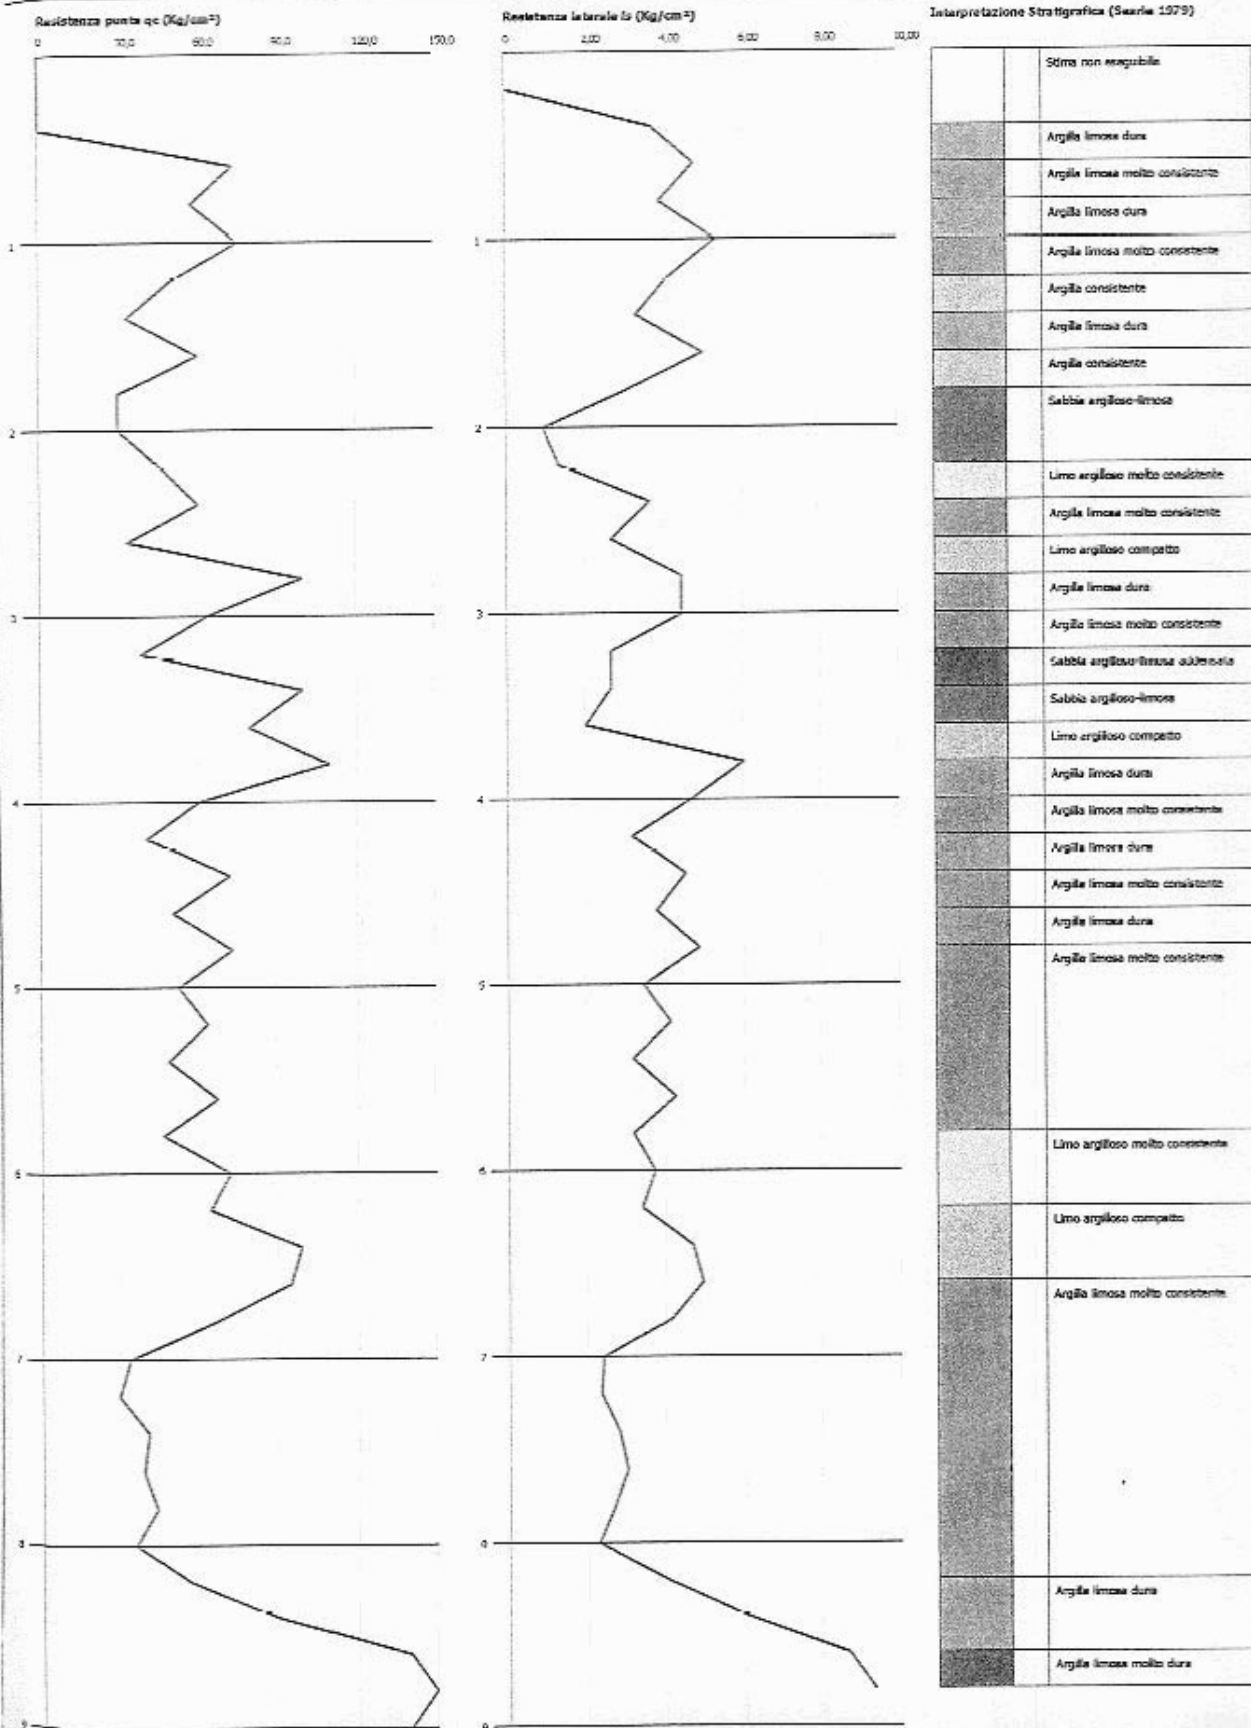 Resistenza punta qc (Kg/cm²)
0 30,0 60,0 90,0 120,0 150,0
1
2
3
4
5
6
7
8
9
Resistenza laterale fs (Kg/cm²)
0 2,00 4,00 6,00 8,00 10,00
1
2
3
4
5
6
7
8
9
Interpretazione Stratigrafica (Searle 1979)
Stima non eseguibile
Argilla limosa dura
Argilla limosa molto consistente
Argilla limosa dura
Argilla limosa molto consistente
Argilla consistente
Argilla limosa dura
Argilla consistente
Sabbia argilloso-limosa
Limo argilloso molto consistente
Argilla limosa molto consistente
Limo argilloso compatto
Argilla limosa dura
Argilla limosa molto consistente
Sabbia argilloso-limosa addensata
Sabbia argilloso-limosa
Limo argilloso compatto
Argilla limosa dura
Argilla limosa molto consistente
Argilla limosa dura
Argilla limosa molto consistente
Argilla limosa dura
Argilla limosa molto consistente
Limo argilloso molto consistente
Limo argilloso compatto
Argilla limosa molto consistente
Argilla limosa dura
Argilla limosa molto dura